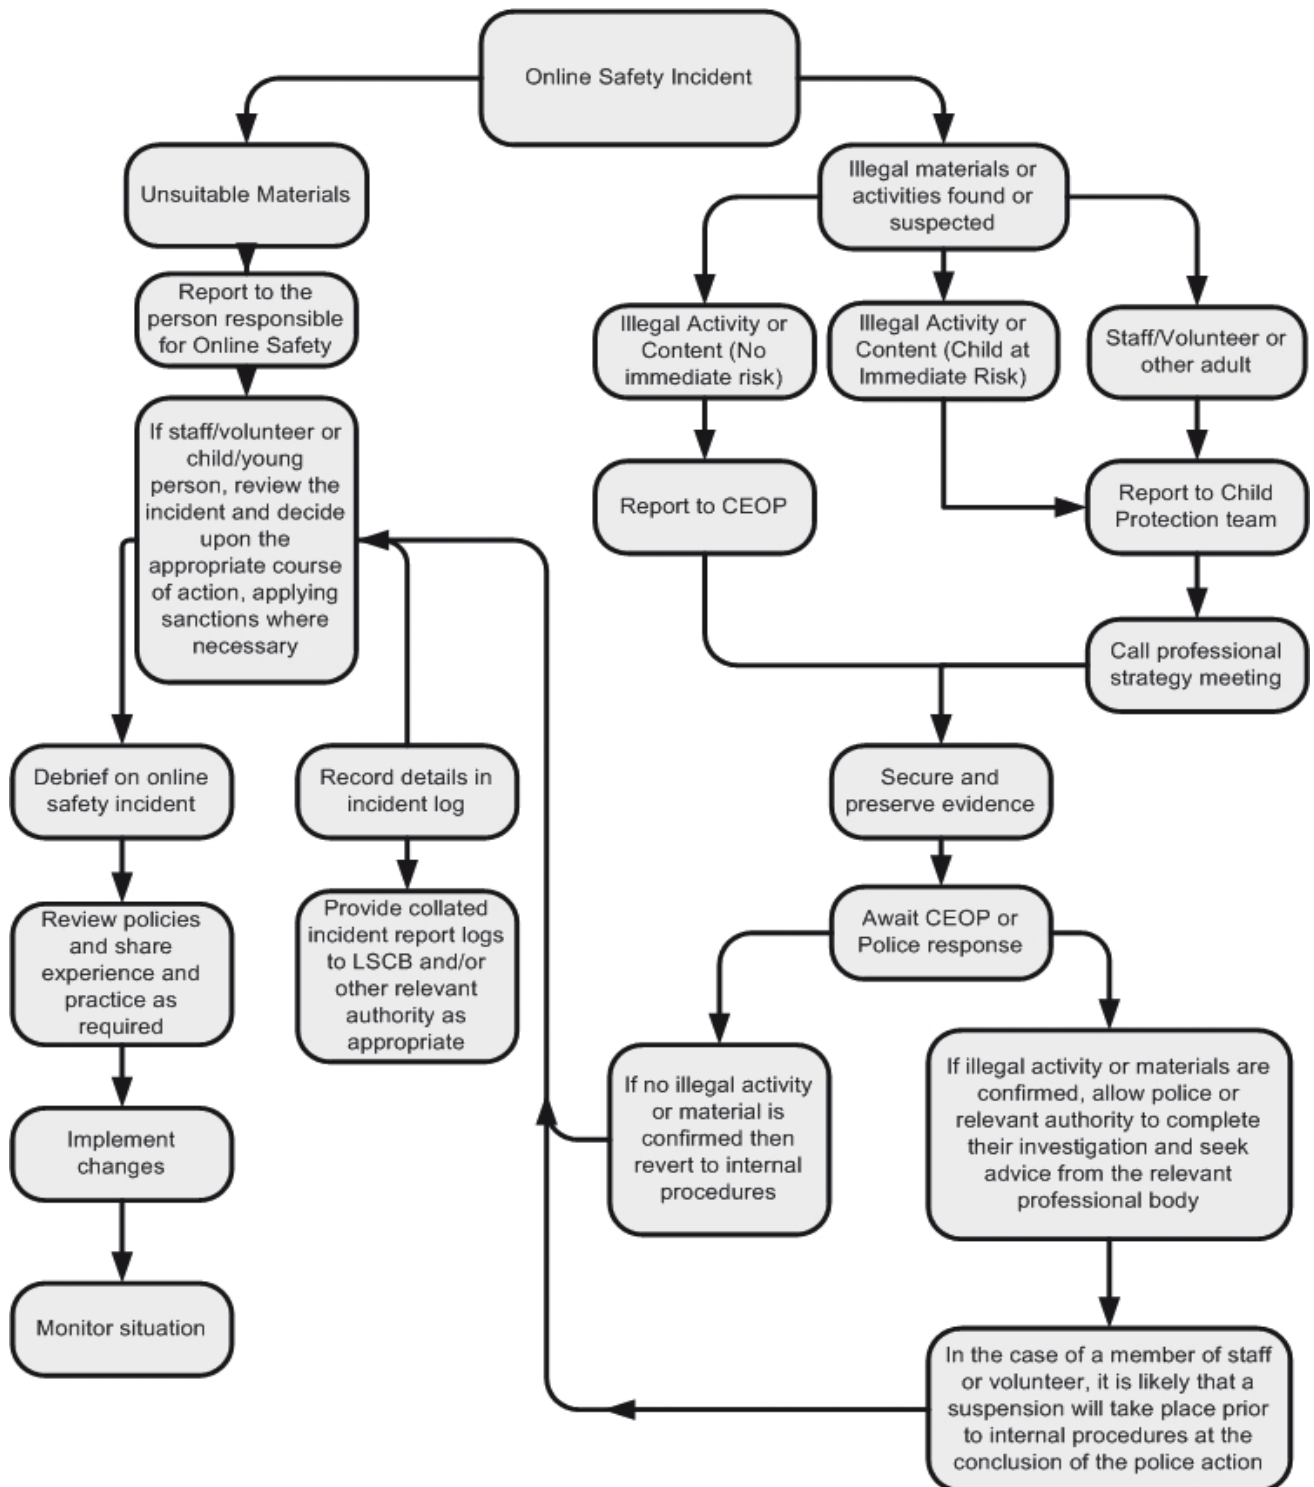 Online Safety Incident
Unsuitable Materials
Report to the
person responsible
for Online Safety
If staff/volunteer or
child/young
person, review the
incident and decide
upon the
appropriate course
of action, applying
sanctions where
necessary
Debrief on online
safety incident
Review policies
and share
experience and
practice as
required
Implement
changes
Monitor situation
Record details in
incident log
Provide collated
incident report logs
to LSCB and/or
other relevant
authority as
appropriate
Illegal materials or
activities found or
suspected
Illegal Activity or
Content (No
immediate risk)
Report to CEOP
Illegal Activity or
Content (Child at
Immediate Risk)
Staff/Volunteer or
other adult
Report to Child
Protection team
Call professional
strategy meeting
Secure and
preserve evidence
Await CEOP or
Police response
If no illegal activity
or material is
confirmed then
revert to internal
procedures
If illegal activity or materials are
confirmed, allow police or
relevant authority to complete
their investigation and seek
advice from the relevant
professional body
In the case of a member of staff
or volunteer, it is likely that a
suspension will take place prior
to internal procedures at the
conclusion of the police action